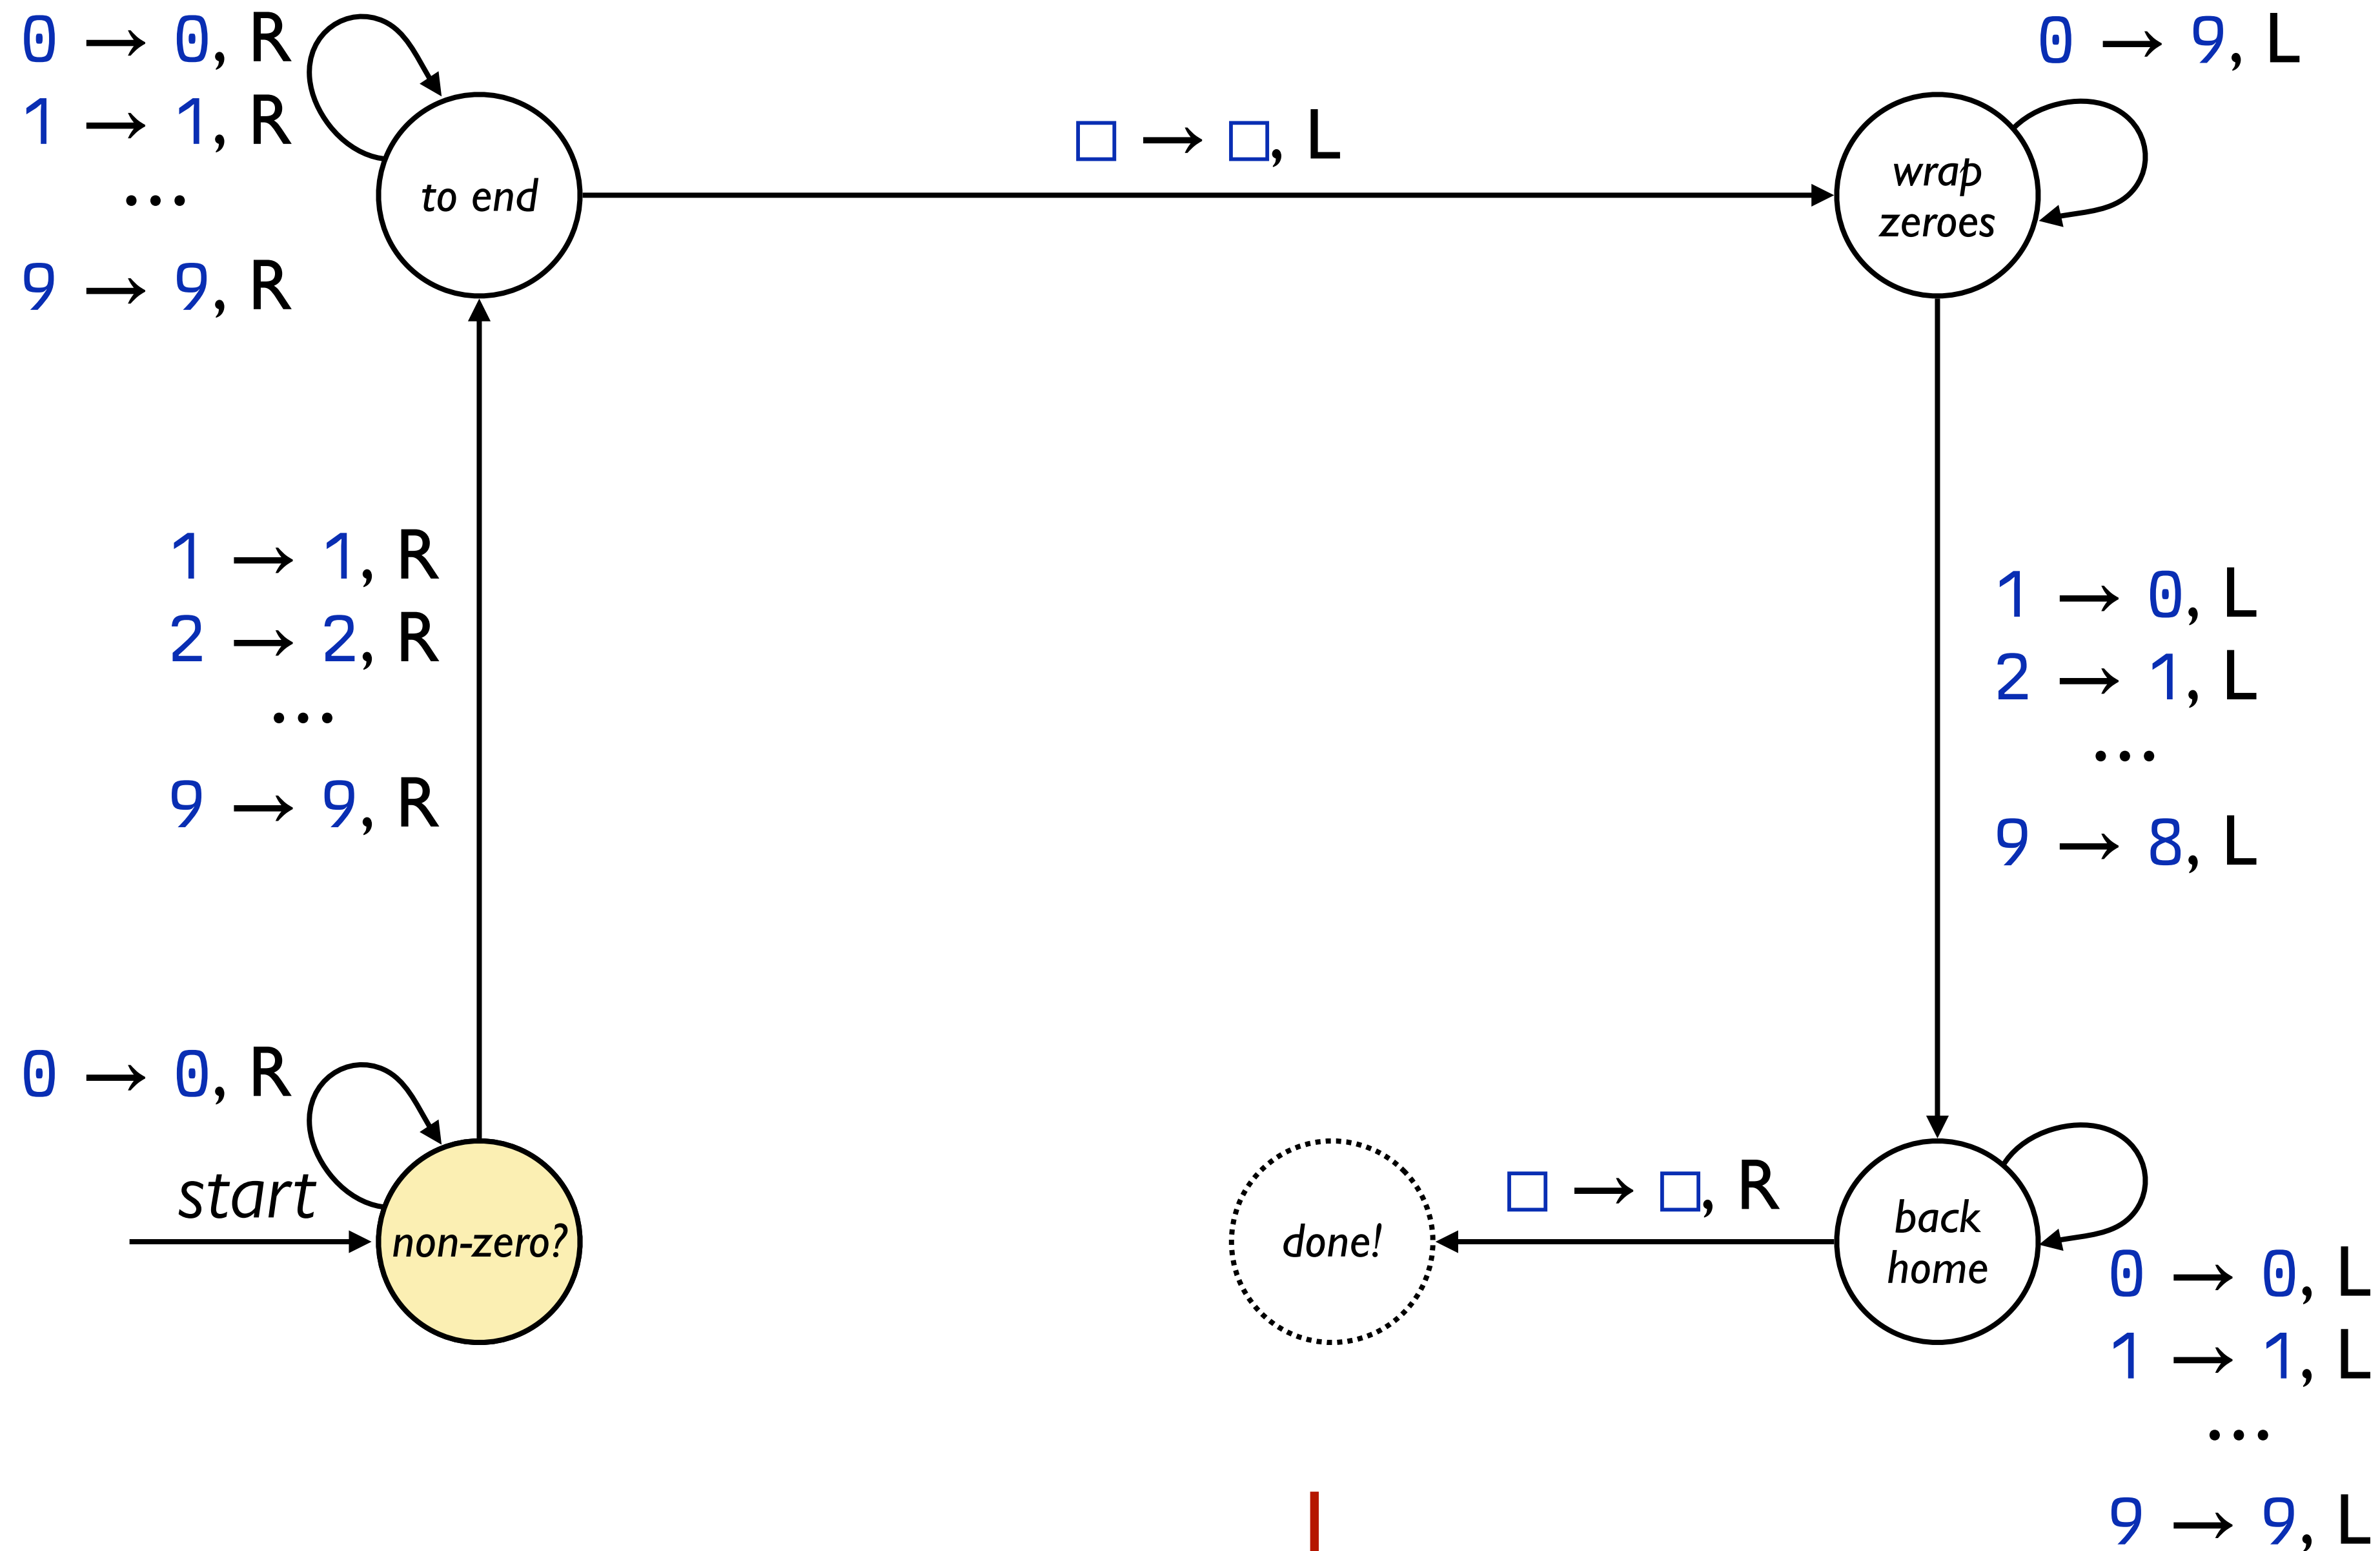 0 → 0, R
1 → 1, R
...
9 → 9, R
to end
□ → □, L
0 → 9, L
wrap
zeroes
1 → 1, R
2 → 2, R
...
9 → 9, R
1 → 0, L
2 → 1, L
...
9 → 8, L
0 → 0, R
start
non-zero?
done!
□ → □, R
back
home
0 → 0, L
1 → 1, L
...
9 → 9, L